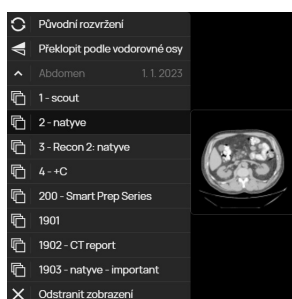 Původní rozvržení
Překlopit podle vodorovné osy
Abdomen 1. 1. 2023
1 - scout
2 - natyve
3 - Recon 2: natyve
4 - +C
200 - Smart Prep Series
1901
1902 - CT report
1903 - natyve - important
Odstranit zobrazení